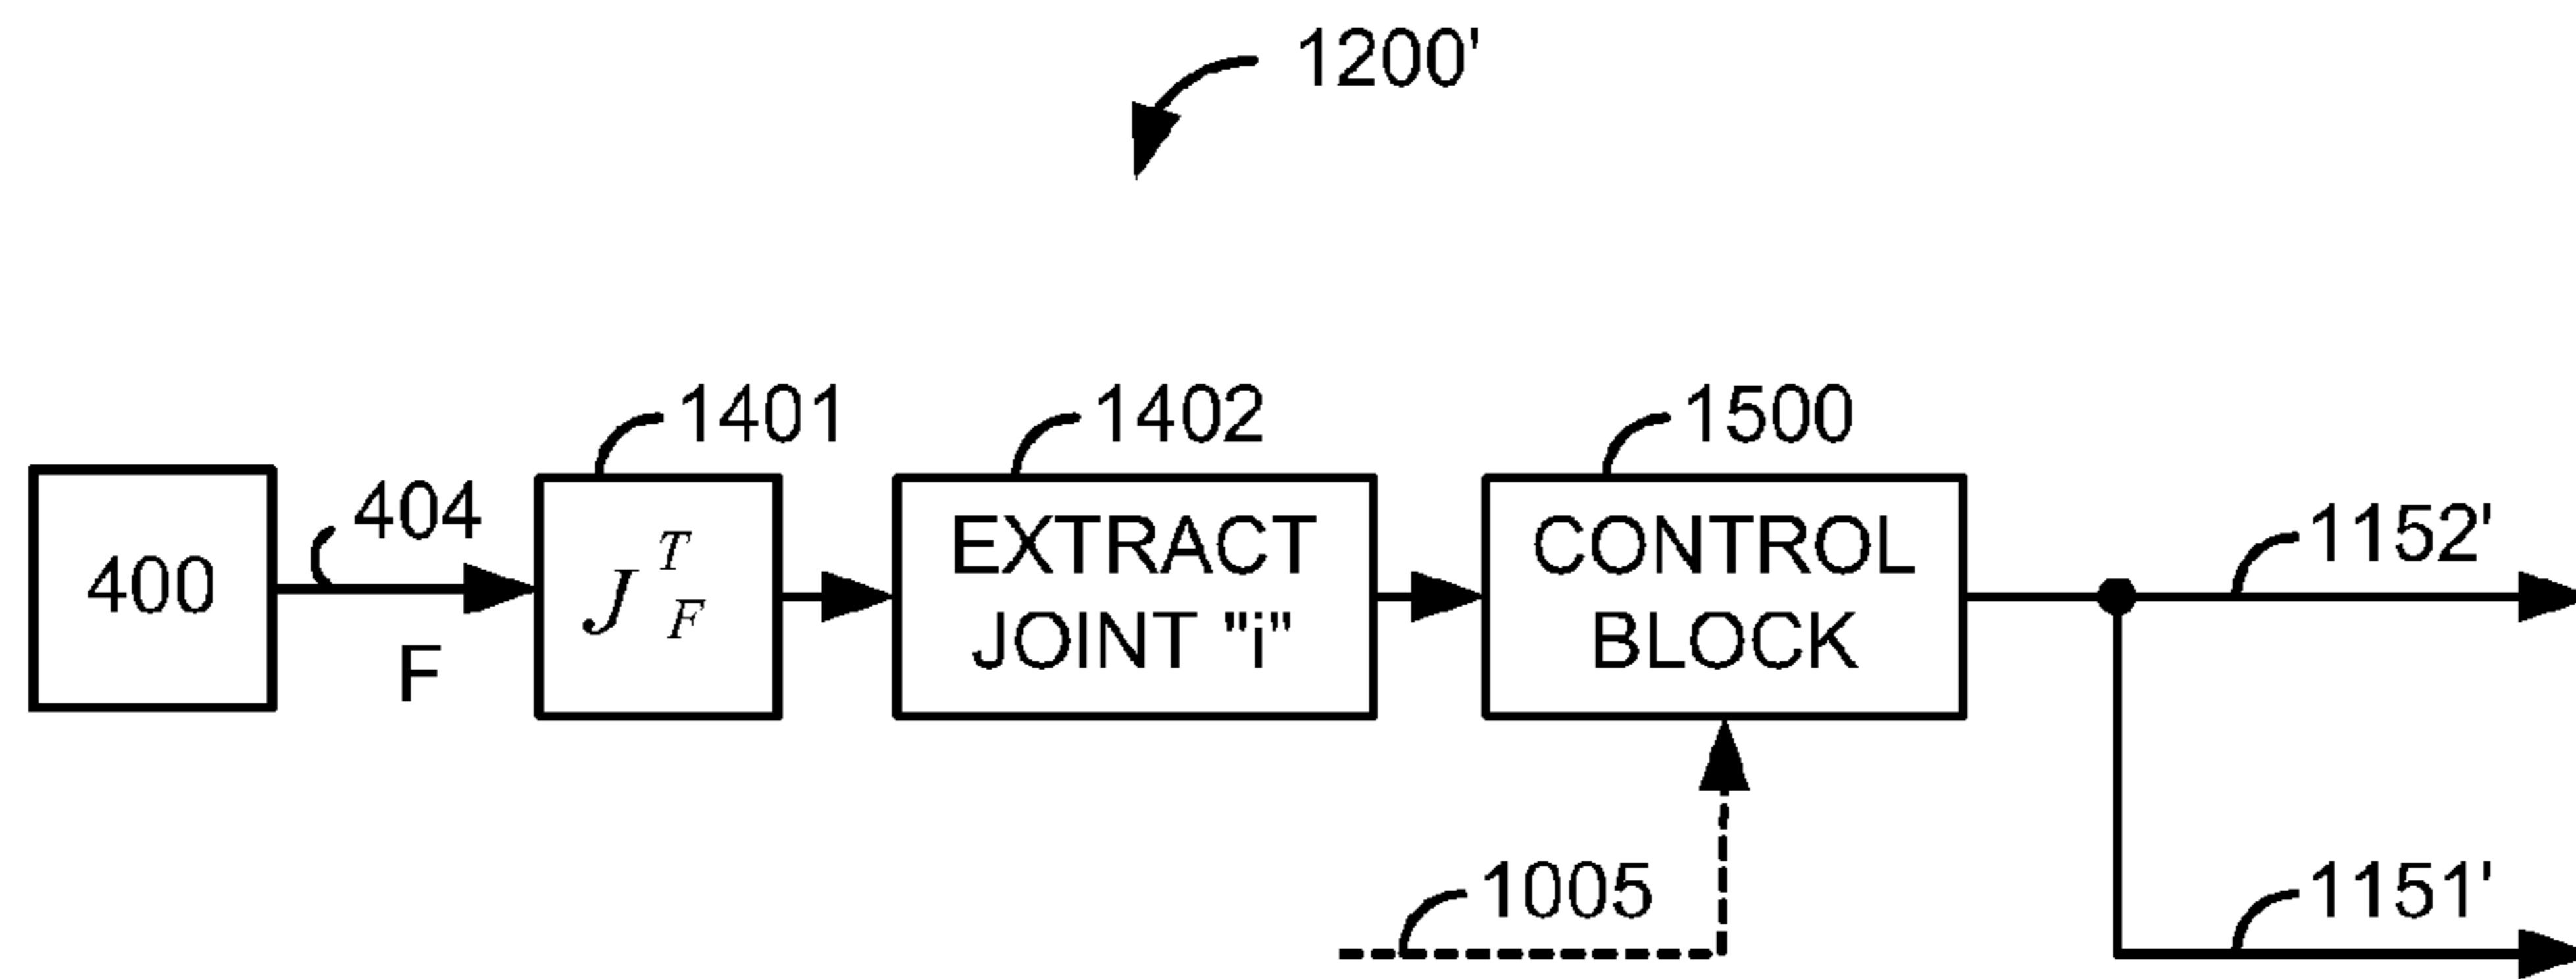 1200'
1401
1402
1500
400
404
F
J T F
EXTRACT
JOINT "i"
CONTROL
BLOCK
1152'
1005
1151'